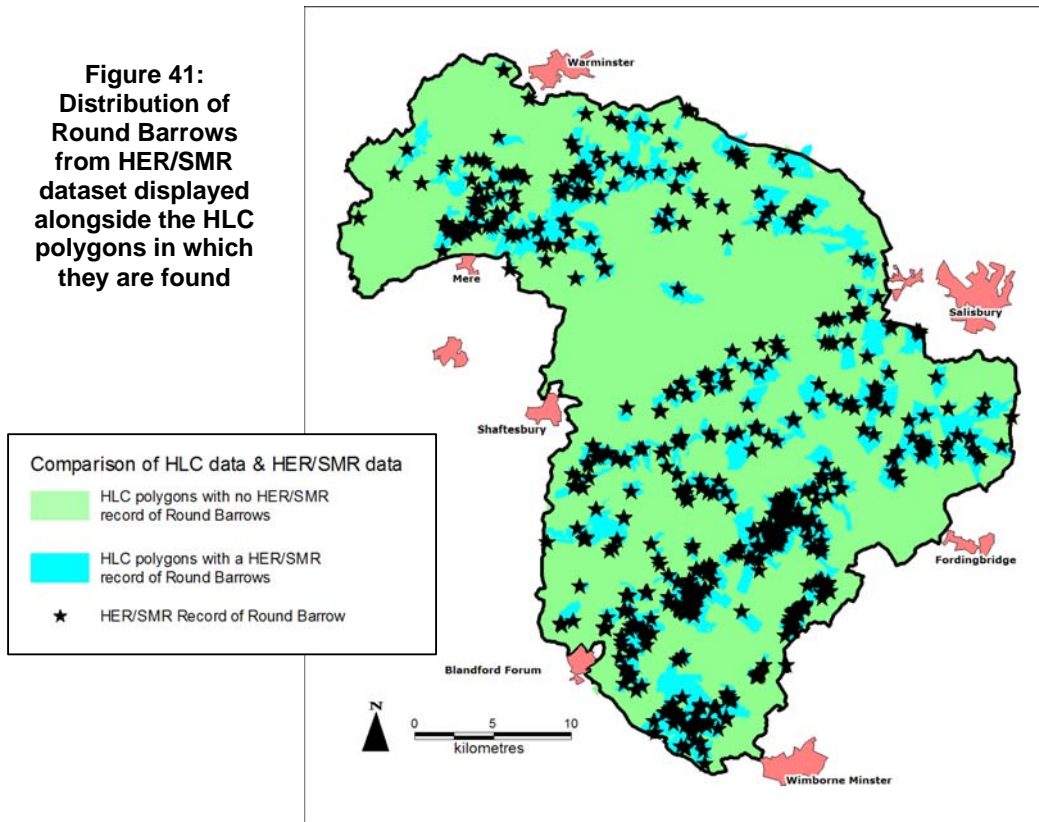 Figure 41:
Distribution of
Round Barrows
from HER/SMR
dataset displayed
alongside the HLC
polygons in which
they are found
Warminster
Mere
Salisbury
Shaftesbury
Comparison of HLC data & HER/SMR data
HLC polygons with no HER/SMR
record of Round Barrows
HLC polygons with a HER/SMR
record of Round Barrows
HER/SMR Record of Round Barrow
Fordingbridge
Blandford Forum
N
0 5 10
kilometres
Wimborne Minster